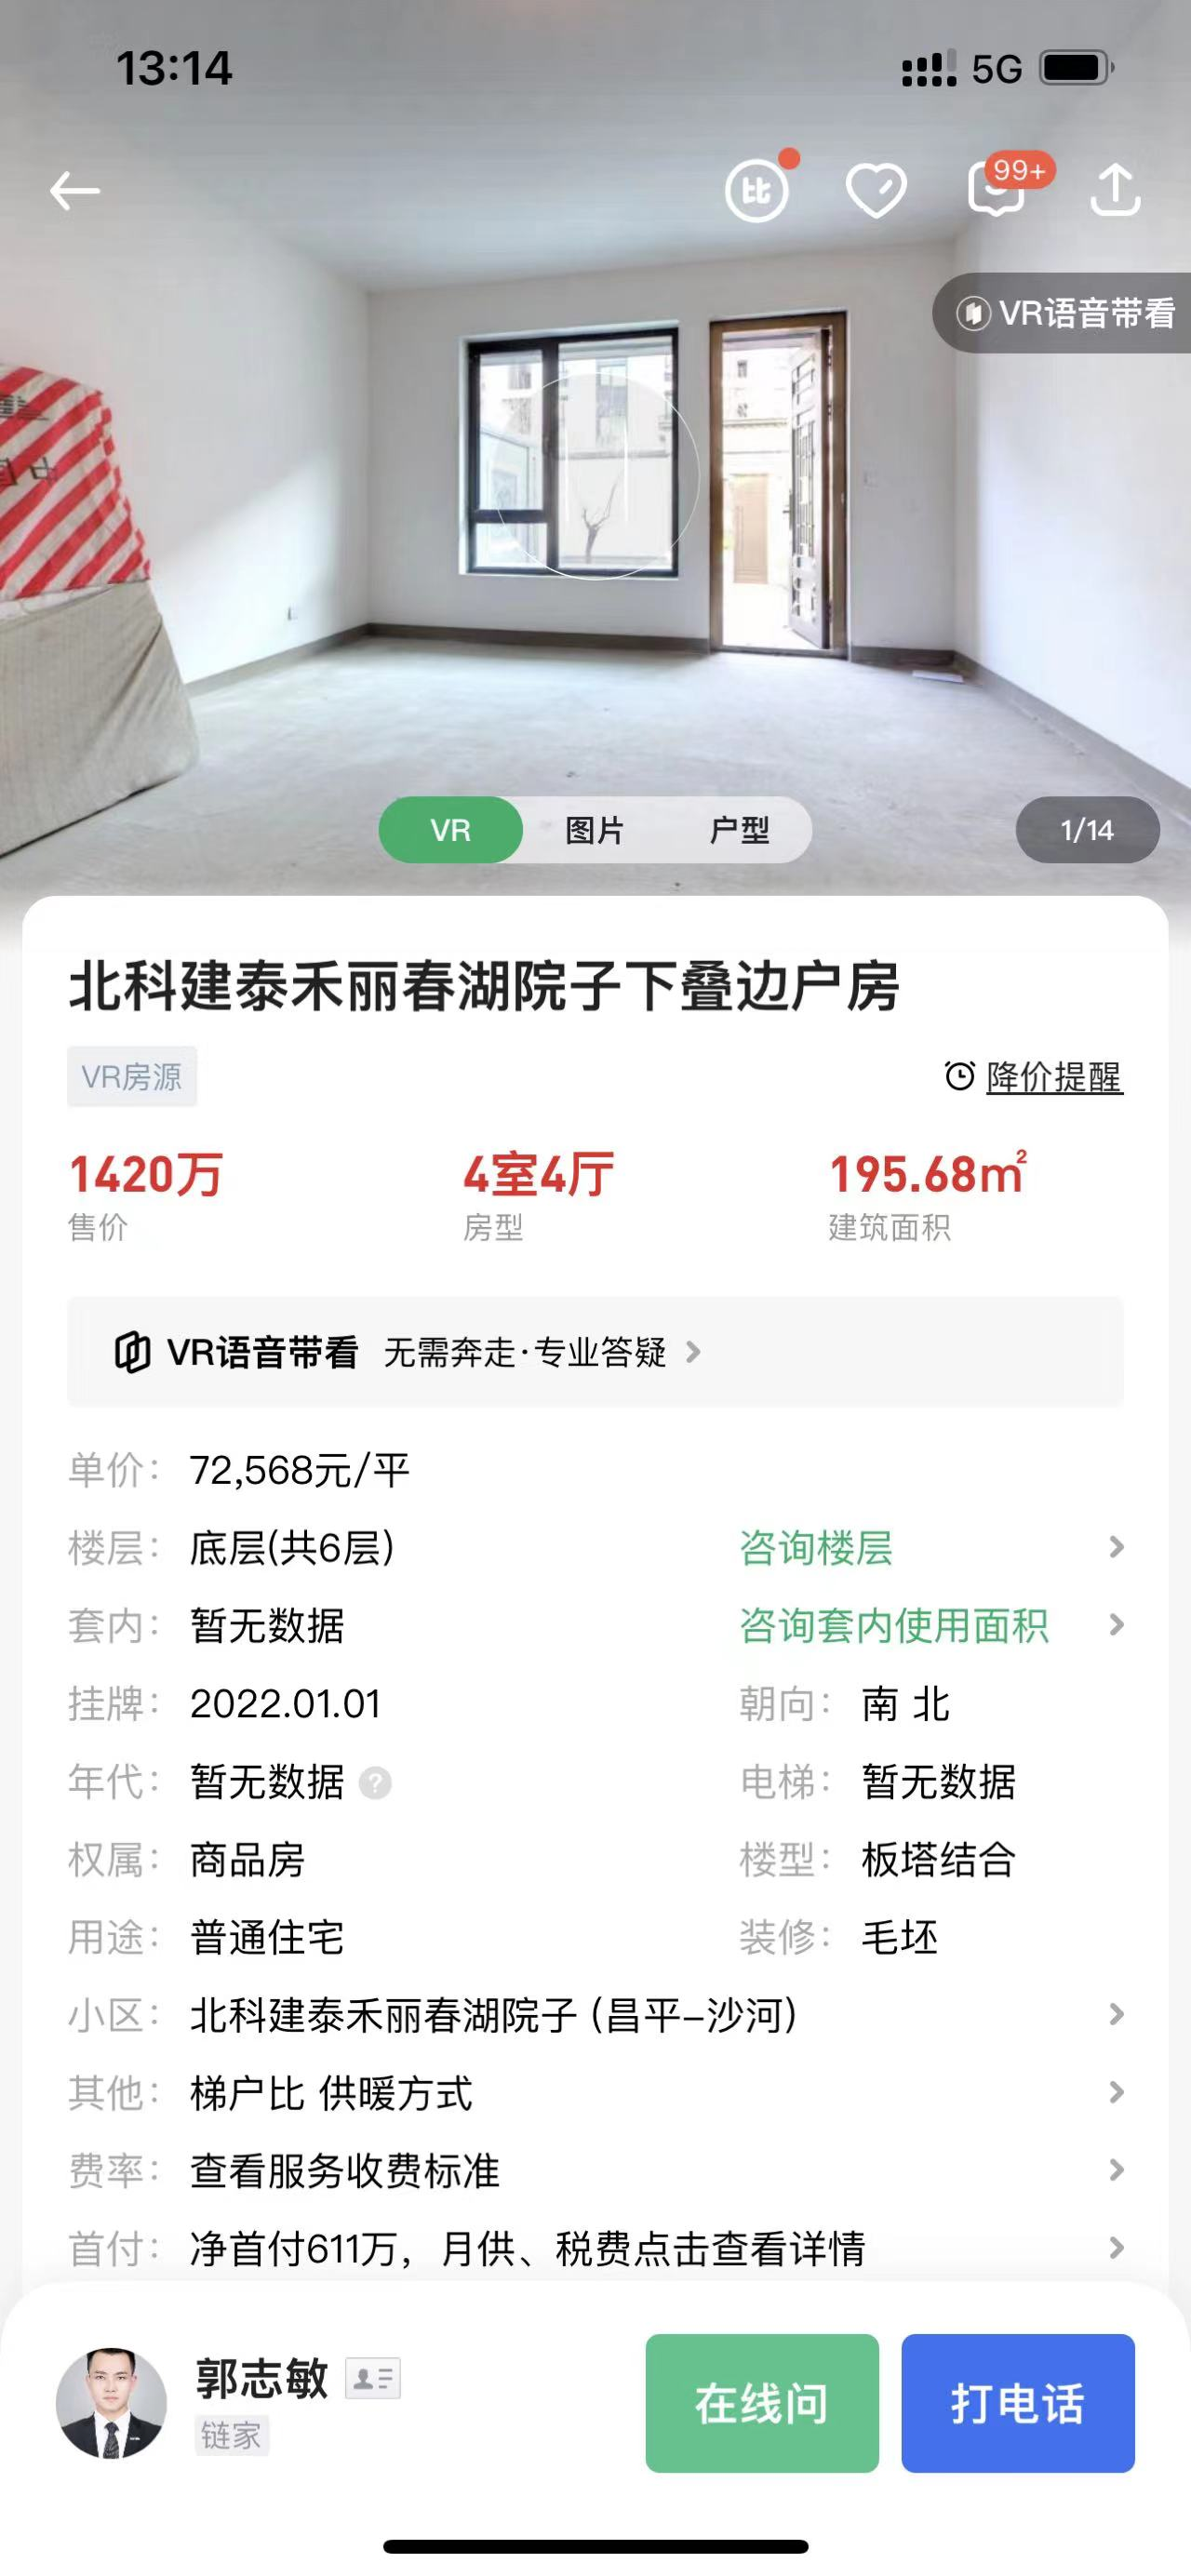 13:14
5G
比
99+
VR语音带看
VR
图片
户型
1/14
北科建泰禾丽春湖院子下叠边户房
VR房源
降价提醒
1420万
4室4厅
195.68㎡
售价
房型
建筑面积
VR语音带看 无需奔走·专业答疑
单价： 72,568元/平
楼层： 底层(共6层) 咨询楼层
套内： 暂无数据 咨询套内使用面积
挂牌： 2022.01.01 朝向： 南 北
年代： 暂无数据 ? 电梯： 暂无数据
权属： 商品房 楼型： 板塔结合
用途： 普通住宅 装修： 毛坯
小区： 北科建泰禾丽春湖院子 (昌平–沙河)
其他： 梯户比 供暖方式
费率： 查看服务收费标准
首付： 净首付611万，月供、税费点击查看详情
郭志敏
链家
在线问
打电话